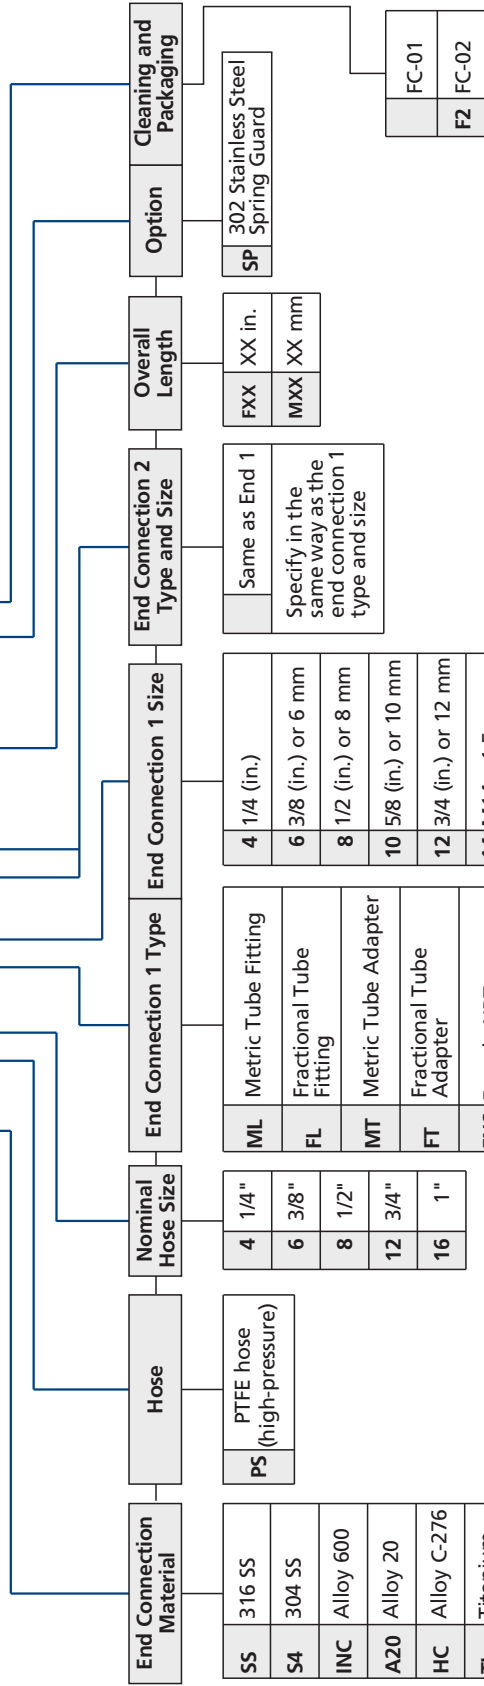 End Connection
Material
SS 316 SS
S4 304 SS
INC Alloy 600
A20 Alloy 20
HC Alloy C-276
Hose
PS PTFE hose
(high-pressure)
Nominal
Hose Size
4 1/4"
6 3/8"
8 1/2"
12 3/4"
16 1"
End Connection 1 Type
ML Metric Tube Fitting
FL Fractional Tube
Fitting
MT Metric Tube Adapter
FT Fractional Tube
Adapter
End Connection 1 Size
4 1/4 (in.)
6 3/8 (in.) or 6 mm
8 1/2 (in.) or 8 mm
10 5/8 (in.) or 10 mm
12 3/4 (in.) or 12 mm
End Connection 2
Type and Size
Same as End 1
Specify in the
same way as the
end connection 1
type and size
Overall
Length
FXX XX in.
MXX XX mm
Option
SP 302 Stainless Steel
Spring Guard
Cleaning and
Packaging
FC-01
F2 FC-02